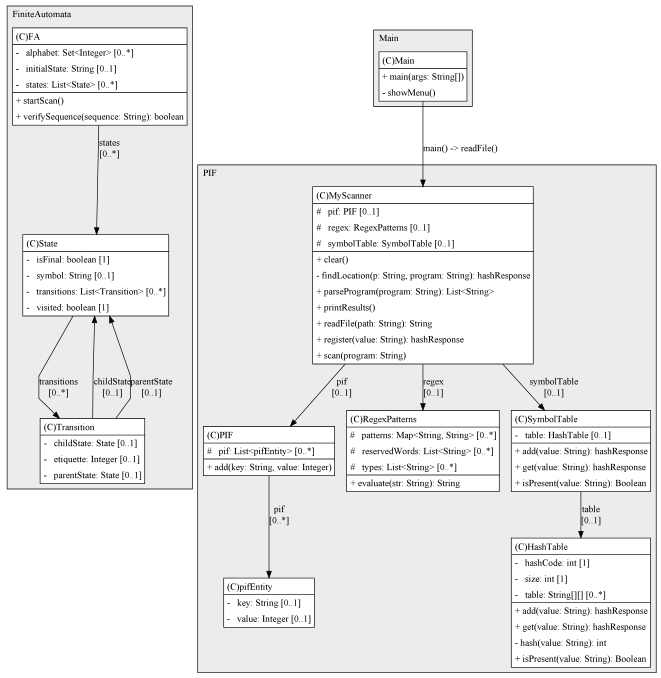 FiniteAutomata
(C)FA
- alphabet: Set<Integer> [0..*]
- initialState: String [0..1]
- states: List<State> [0..*]
+ startScan()
+ verifySequence(sequence: String): boolean
states
[0..*]
(C)State
- isFinal: boolean [1]
- symbol: String [0..1]
- transitions: List<Transition> [0..*]
- visited: boolean [1]
transitions
[0..*]
childState
[0..1]
parentState
[0..1]
(C)Transition
- childState: State [0..1]
- etiquette: Integer [0..1]
- parentState: State [0..1]
Main
(C)Main
+ main(args: String[])
- showMenu()
main() -> readFile()
PIF
(C)MyScanner
# pif: PIF [0..1]
# regex: RegexPatterns [0..1]
# symbolTable: SymbolTable [0..1]
+ clear()
- findLocation(p: String, program: String): hashResponse
+ parseProgram(program: String): List<String>
+ printResults()
+ readFile(path: String): String
+ register(value: String): hashResponse
+ scan(program: String)
pif
[0..1]
regex
[0..1]
symbolTable
[0..1]
(C)PIF
# pif: List<pifEntity> [0..*]
+ add(key: String, value: Integer)
(C)RegexPatterns
# patterns: Map<String, String> [0..*]
# reservedWords: List<String> [0..*]
# types: List<String> [0..*]
+ evaluate(str: String): String
(C)SymbolTable
- table: HashTable [0..1]
+ add(value: String): hashResponse
+ get(value: String): hashResponse
+ isPresent(value: String): Boolean
pif
[0..*]
table
[0..1]
(C)pifEntity
- key: String [0..1]
- value: Integer [0..1]
(C)HashTable
- hashCode: int [1]
- size: int [1]
- table: String[][] [0..*]
+ add(value: String): hashResponse
+ get(value: String): hashResponse
- hash(value: String): int
+ isPresent(value: String): Boolean